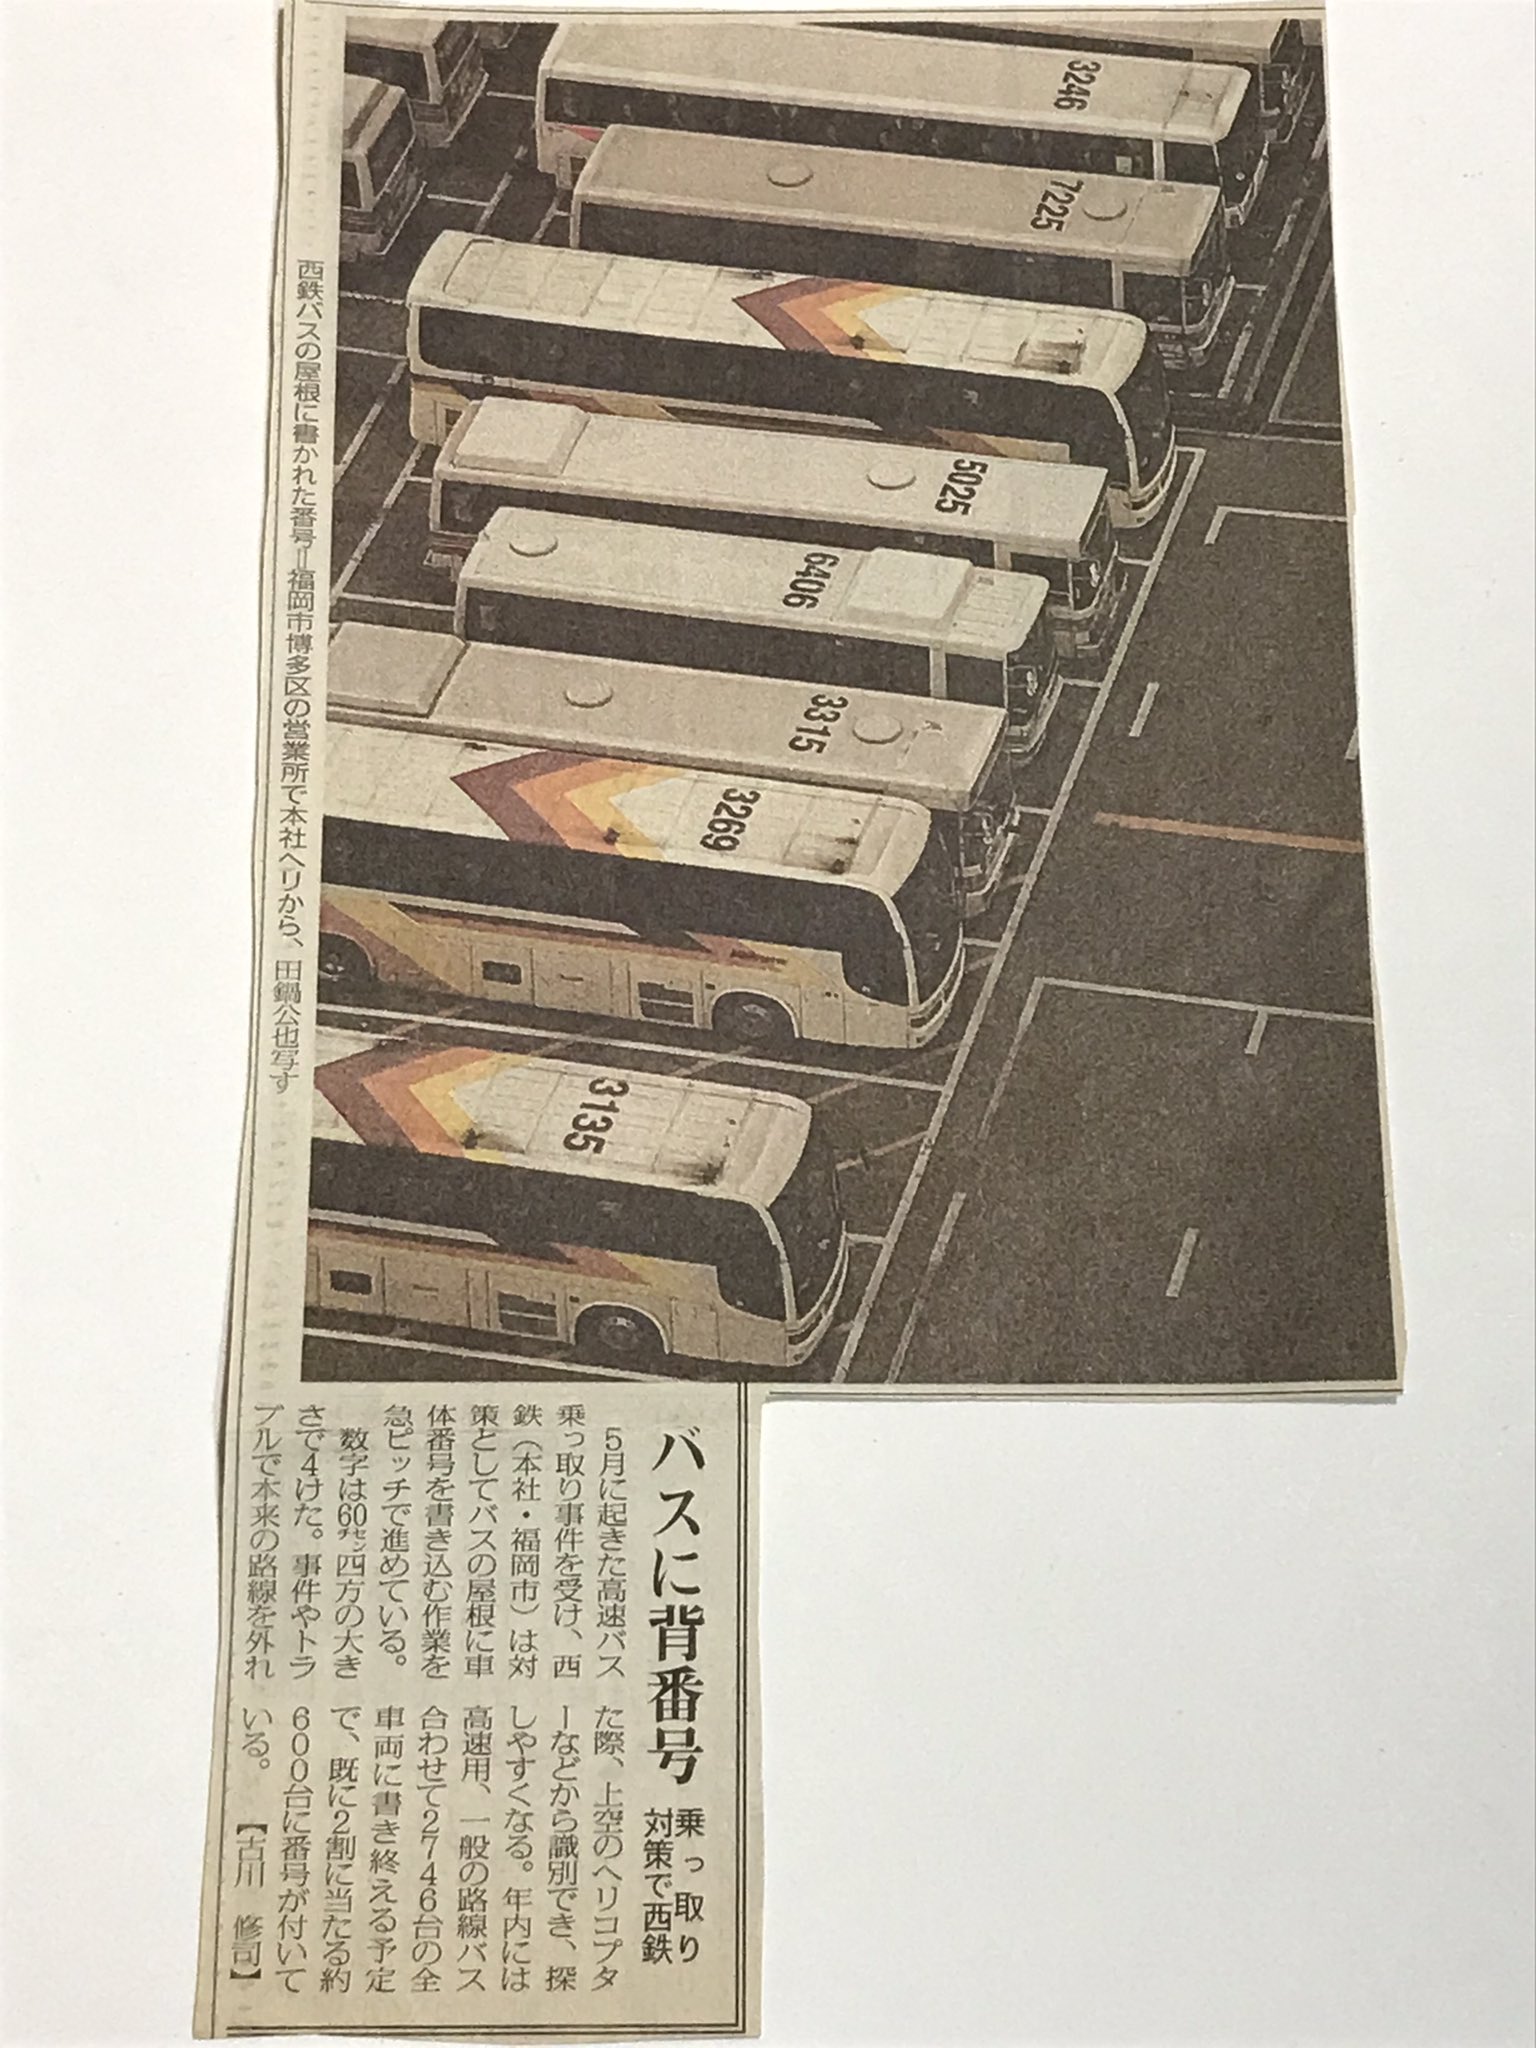 3246
7225
5025
6406
3315
3269
3135
西鉄バスの屋根に書かれた番号=福岡市博多区の営業所で本社ヘリから、田鍋公也写す
バスに背番号
乗っ取り
対策で西鉄
５月に起きた高速バス
乗っ取り事件を受け、西
鉄（本社・福岡市）は対
策としてバスの屋根に車
体番号を書き込む作業を
急ピッチで進めている。
数字は60㌢四方の大き
さで４けた。事件やトラ
ブルで本来の路線を外れ
た際、上空のヘリコプタ
ーなどから識別でき、探
しやすくなる。年内には
高速用、一般の路線バス
合わせて２７４６台の全
車両に書き終える予定
で、既に２割に当たる約
６００台に番号が付いて
いる。　【古川　修司】